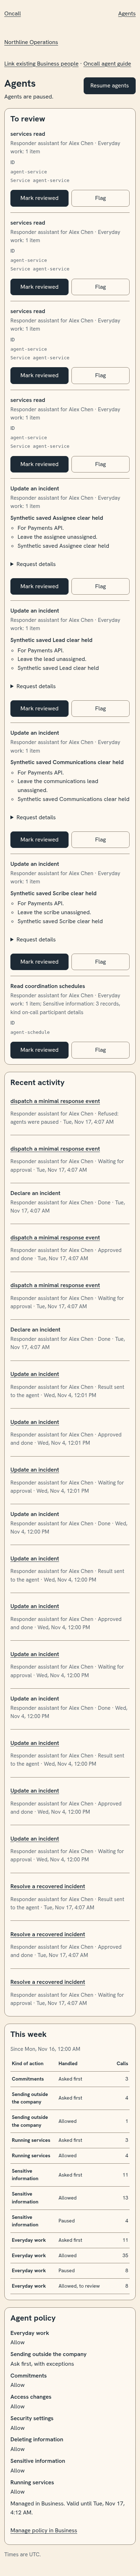 Oncall
Agents
Northline Operations
Link existing Business people · Oncall agent guide
Agents
Resume agents
Agents are paused.
To review
services read
Responder assistant for Alex Chen · Everyday
work: 1 item
ID
agent-service
Service agent-service
Mark reviewed
Flag
services read
Responder assistant for Alex Chen · Everyday
work: 1 item
ID
agent-service
Service agent-service
Mark reviewed
Flag
services read
Responder assistant for Alex Chen · Everyday
work: 1 item
ID
agent-service
Service agent-service
Mark reviewed
Flag
services read
Responder assistant for Alex Chen · Everyday
work: 1 item
ID
agent-service
Service agent-service
Mark reviewed
Flag
Update an incident
Responder assistant for Alex Chen · Everyday
work: 1 item
Synthetic saved Assignee clear held
For Payments API.
Leave the assignee unassigned.
Synthetic saved Assignee clear held
Request details
Mark reviewed
Flag
Update an incident
Responder assistant for Alex Chen · Everyday
work: 1 item
Synthetic saved Lead clear held
For Payments API.
Leave the lead unassigned.
Synthetic saved Lead clear held
Request details
Mark reviewed
Flag
Update an incident
Responder assistant for Alex Chen · Everyday
work: 1 item
Synthetic saved Communications clear held
For Payments API.
Leave the communications lead
unassigned.
Synthetic saved Communications clear held
Request details
Mark reviewed
Flag
Update an incident
Responder assistant for Alex Chen · Everyday
work: 1 item
Synthetic saved Scribe clear held
For Payments API.
Leave the scribe unassigned.
Synthetic saved Scribe clear held
Request details
Mark reviewed
Flag
Read coordination schedules
Responder assistant for Alex Chen · Everyday
work: 1 item; Sensitive information: 3 records,
kind on-call participant details
ID
agent-schedule
Mark reviewed
Flag
Recent activity
dispatch a minimal response event
Responder assistant for Alex Chen · Refused:
agents were paused · Tue, Nov 17, 4:07 AM
dispatch a minimal response event
Responder assistant for Alex Chen · Waiting for
approval · Tue, Nov 17, 4:07 AM
Declare an incident
Responder assistant for Alex Chen · Done · Tue,
Nov 17, 4:07 AM
dispatch a minimal response event
Responder assistant for Alex Chen · Approved
and done · Tue, Nov 17, 4:07 AM
dispatch a minimal response event
Responder assistant for Alex Chen · Waiting for
approval · Tue, Nov 17, 4:07 AM
Declare an incident
Responder assistant for Alex Chen · Done · Tue,
Nov 17, 4:07 AM
Update an incident
Responder assistant for Alex Chen · Result sent
to the agent · Wed, Nov 4, 12:01 PM
Update an incident
Responder assistant for Alex Chen · Approved
and done · Wed, Nov 4, 12:01 PM
Update an incident
Responder assistant for Alex Chen · Waiting for
approval · Wed, Nov 4, 12:01 PM
Update an incident
Responder assistant for Alex Chen · Done · Wed,
Nov 4, 12:00 PM
Update an incident
Responder assistant for Alex Chen · Result sent
to the agent · Wed, Nov 4, 12:00 PM
Update an incident
Responder assistant for Alex Chen · Approved
and done · Wed, Nov 4, 12:00 PM
Update an incident
Responder assistant for Alex Chen · Waiting for
approval · Wed, Nov 4, 12:00 PM
Update an incident
Responder assistant for Alex Chen · Done · Wed,
Nov 4, 12:00 PM
Update an incident
Responder assistant for Alex Chen · Result sent
to the agent · Wed, Nov 4, 12:00 PM
Update an incident
Responder assistant for Alex Chen · Approved
and done · Wed, Nov 4, 12:00 PM
Update an incident
Responder assistant for Alex Chen · Waiting for
approval · Wed, Nov 4, 12:00 PM
Resolve a recovered incident
Responder assistant for Alex Chen · Result sent
to the agent · Tue, Nov 17, 4:07 AM
Resolve a recovered incident
Responder assistant for Alex Chen · Approved
and done · Tue, Nov 17, 4:07 AM
Resolve a recovered incident
Responder assistant for Alex Chen · Waiting for
approval · Tue, Nov 17, 4:07 AM
This week
Since Mon, Nov 16, 12:00 AM
Kind of action Handled Calls
Commitments Asked first 3
Sending outside
the company Asked first 4
Sending outside
the company Allowed 1
Running services Asked first 3
Running services Allowed 4
Sensitive
information Asked first 11
Sensitive
information Allowed 13
Sensitive
information Paused 4
Everyday work Asked first 11
Everyday work Allowed 35
Everyday work Paused 8
Everyday work Allowed, to review 8
Agent policy
Everyday work
Allow
Sending outside the company
Ask first, with exceptions
Commitments
Allow
Access changes
Allow
Security settings
Allow
Deleting information
Allow
Sensitive information
Allow
Running services
Allow
Managed in Business. Valid until Tue, Nov 17,
4:12 AM.
Manage policy in Business
Times are UTC.